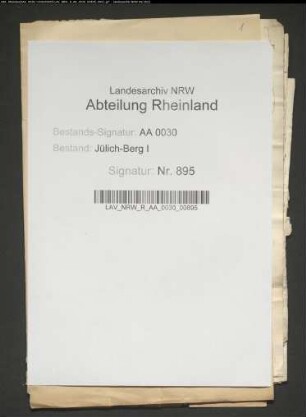 Landesarchiv NRW
Abteilung Rheinland
Bestands-Signatur: AA 0030
Bestand: Jülich-Berg I
Signatur: Nr. 895
LAV_NRW_R_AA_0030_00895